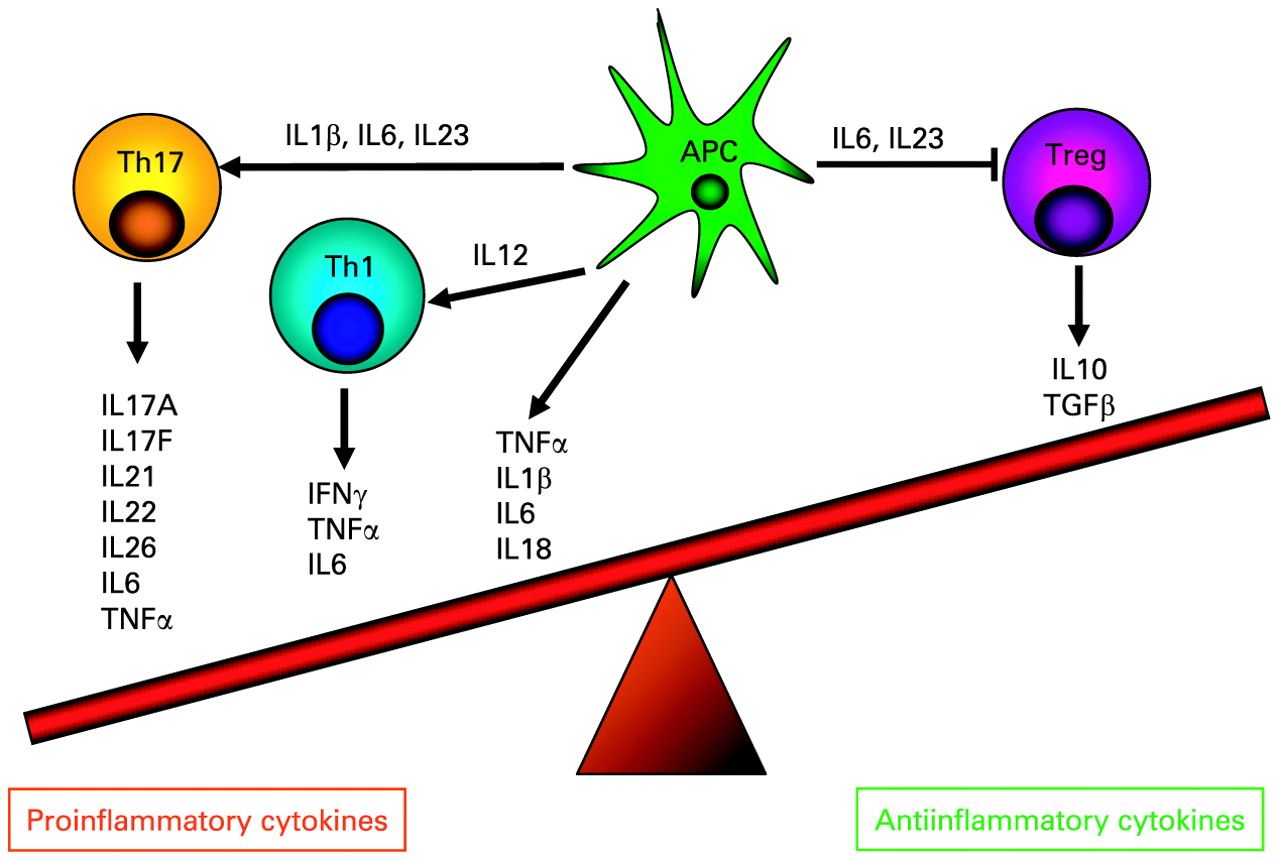 IL1β, IL6, IL23
APC
IL6, IL23
Th17
Treg
Th1
IL12
IL17A
IL17F
IL21
IL22
IL26
IL6
TNFα
IFNγ
TNFα
IL6
TNFα
IL1β
IL6
IL18
IL10
TGFβ
Proinflammatory cytokines
Antiinflammatory cytokines